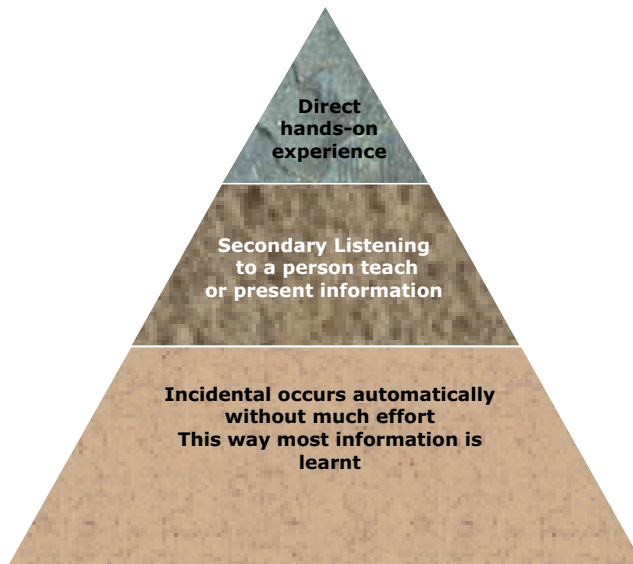 Direct
hands-on
experience
Secondary Listening
to a person teach
or present information
Incidental occurs automatically
without much effort
This way most information is
learnt